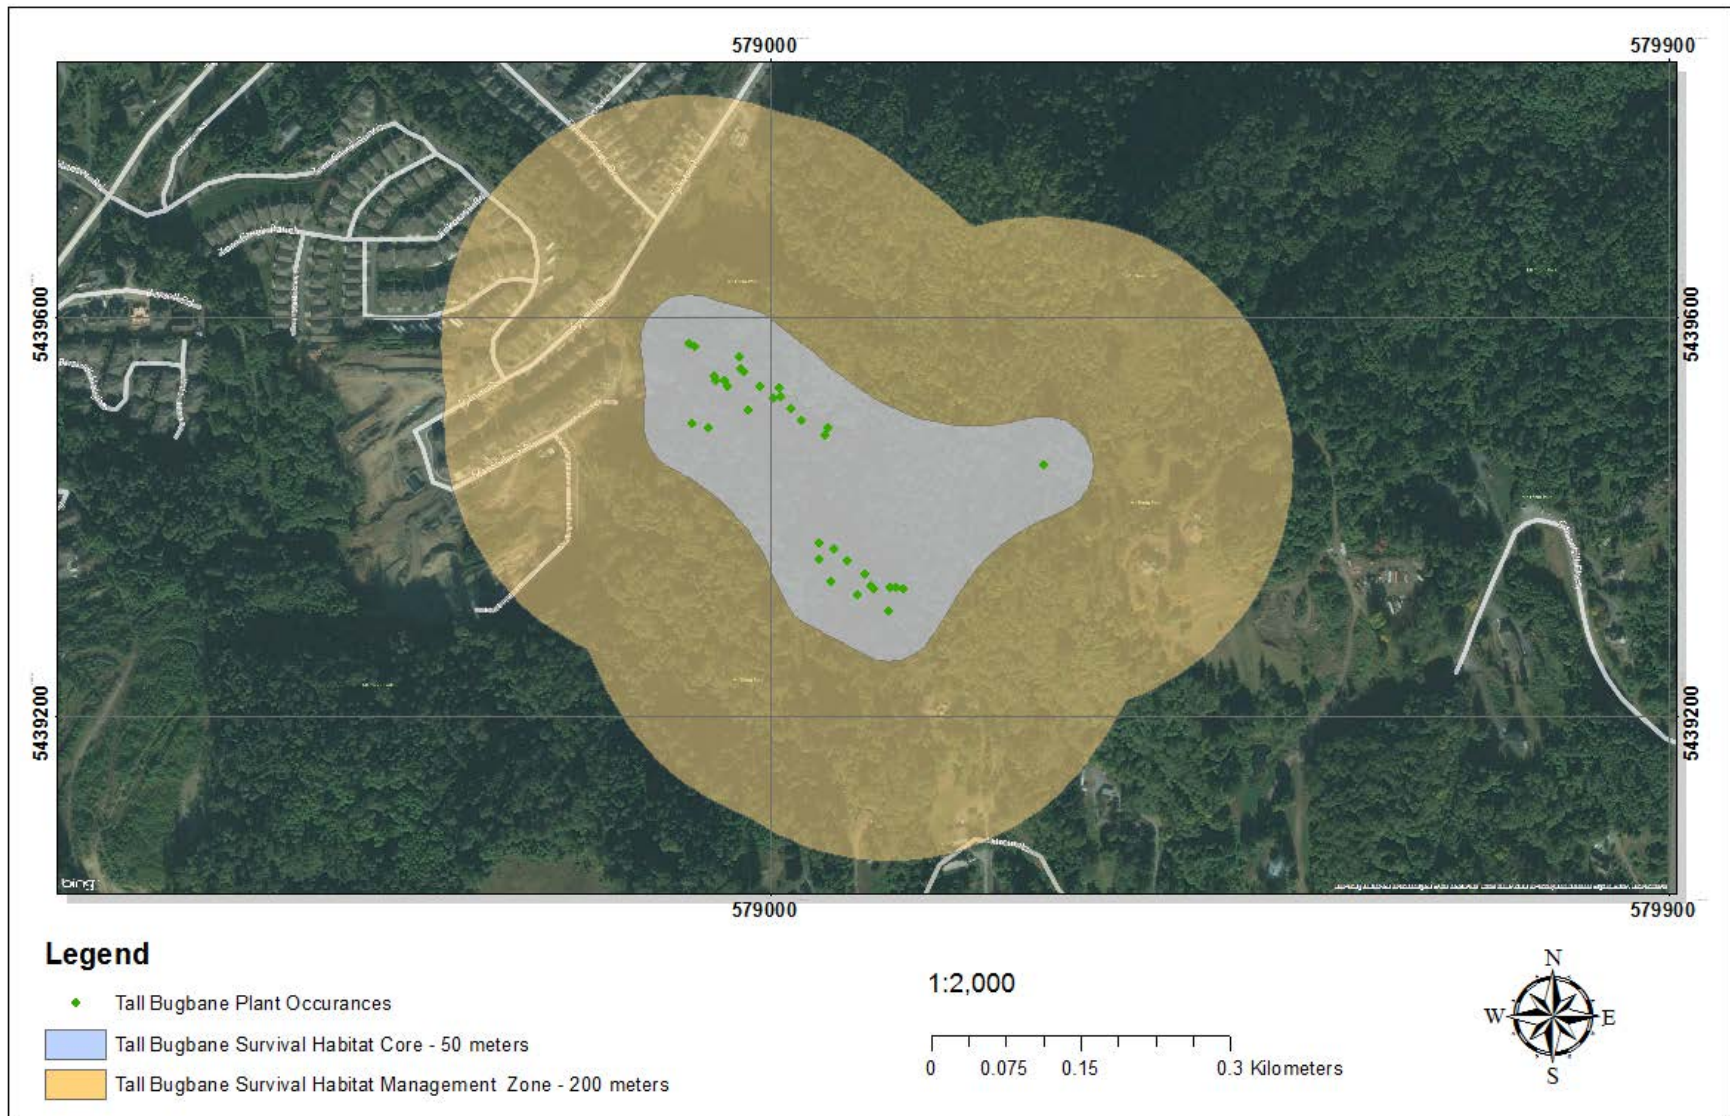 579000
579900
5439600
5439600
5439200
5439200
bing
579000
579900
Legend
Tall Bugbane Plant Occurances
Tall Bugbane Survival Habitat Core - 50 meters
Tall Bugbane Survival Habitat Management Zone - 200 meters
1:2,000
0
0.075
0.15
0.3 Kilometers
N
W
E
S